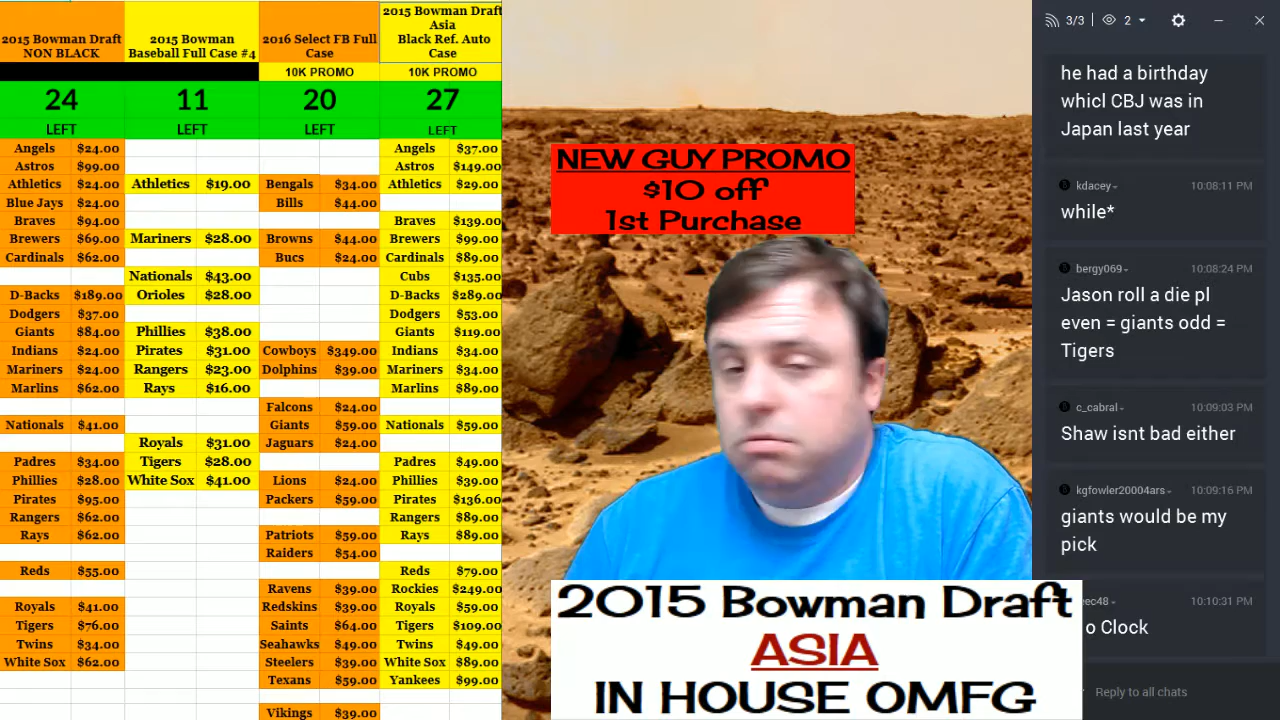 2015 Bowman Draft
NON BLACK
24
LEFT
Angels $24.00
Astros $99.00
Athletics $24.00
Blue Jays $24.00
Braves $94.00
Brewers $69.00
Cardinals $62.00
D-Backs $189.00
Dodgers $37.00
Giants $84.00
Indians $24.00
Mariners $24.00
Marlins $62.00
Nationals $41.00
Padres $34.00
Phillies $28.00
Pirates $95.00
Rangers $62.00
Rays $62.00
Reds $55.00
Royals $41.00
Tigers $76.00
Twins $34.00
White Sox $62.00
2015 Bowman
Baseball Full Case #4
11
LEFT
Athletics $19.00
Mariners $28.00
Nationals $43.00
Orioles $28.00
Phillies $38.00
Pirates $31.00
Rangers $23.00
Rays $16.00
Royals $31.00
Tigers $28.00
White Sox $41.00
2016 Select FB Full
Case
10K PROMO
20
LEFT
Bengals $34.00
Bills $44.00
Browns $44.00
Bucs $24.00
Cowboys $349.00
Dolphins $39.00
Falcons $24.00
Giants $59.00
Jaguars $24.00
Lions $24.00
Packers $59.00
Patriots $59.00
Raiders $54.00
Ravens $39.00
Redskins $39.00
Saints $64.00
Seahawks $49.00
Steelers $39.00
Texans $59.00
Vikings $39.00
2015 Bowman Draft
Asia
Black Ref. Auto
Case
10K PROMO
27
LEFT
Angels $37.00
Astros $149.00
Athletics $29.00
Braves $139.00
Brewers $99.00
Cardinals $89.00
Cubs $135.00
D-Backs $289.00
Dodgers $53.00
Giants $119.00
Indians $34.00
Mariners $34.00
Marlins $89.00
Nationals $59.00
Padres $49.00
Phillies $39.00
Pirates $136.00
Rangers $89.00
Rays $89.00
Reds $79.00
Rockies $249.00
Royals $59.00
Tigers $109.00
Twins $49.00
White Sox $89.00
Yankees $99.00
NEW GUY PROMO
$10 off
1st Purchase
2015 Bowman Draft
ASIA
IN HOUSE OMFG
3/3 2
he had a birthday
whicl CBJ was in
Japan last year
kdacey 10:08:11 PM
while*
bergy069 10:08:24 PM
Jason roll a die pl
even = giants odd =
Tigers
c_cabral 10:09:03 PM
Shaw isnt bad either
kgfowler20004ars 10:09:16 PM
giants would be my
pick
eec48 10:10:31 PM
o Clock
Reply to all chats